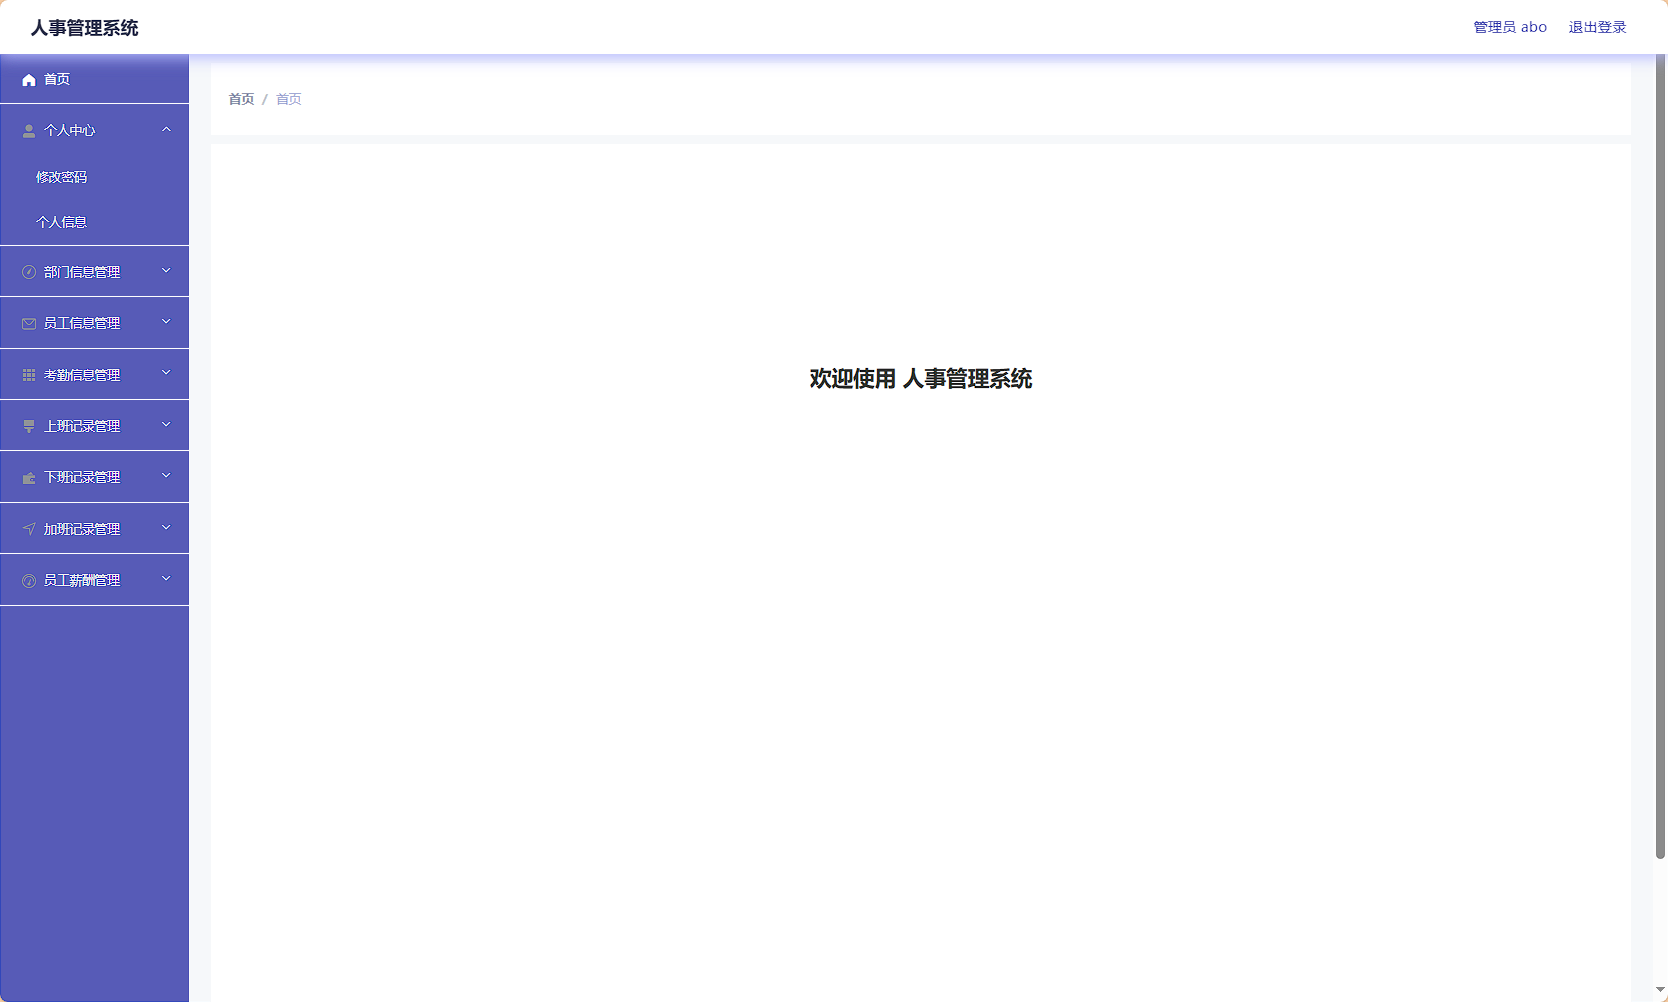 人事管理系统
管理员 abo 退出登录
首页
个人中心
修改密码
个人信息
部门信息管理
员工信息管理
考勤信息管理
上班记录管理
下班记录管理
加班记录管理
员工薪酬管理
首页 / 首页
欢迎使用 人事管理系统